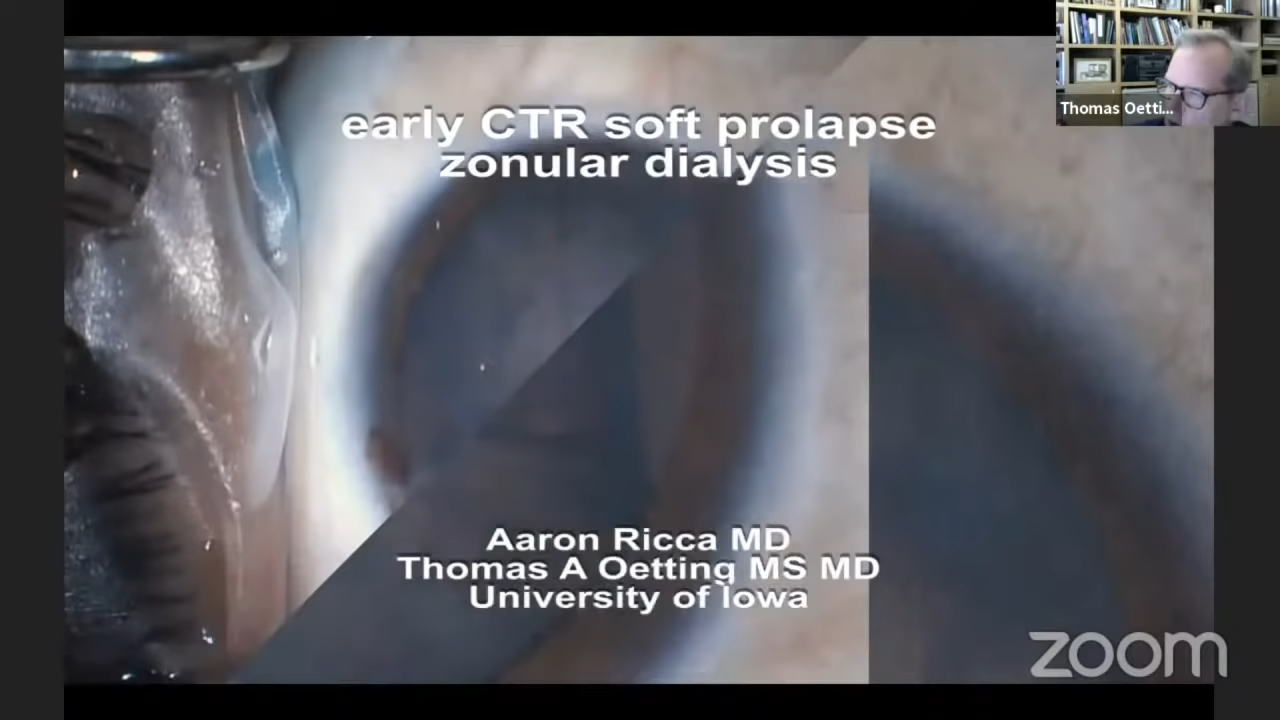 early CTR soft prolapse
zonular dialysis
Thomas Oetti...
Aaron Ricca MD
Thomas A Oetting MS MD
University of Iowa
zoom